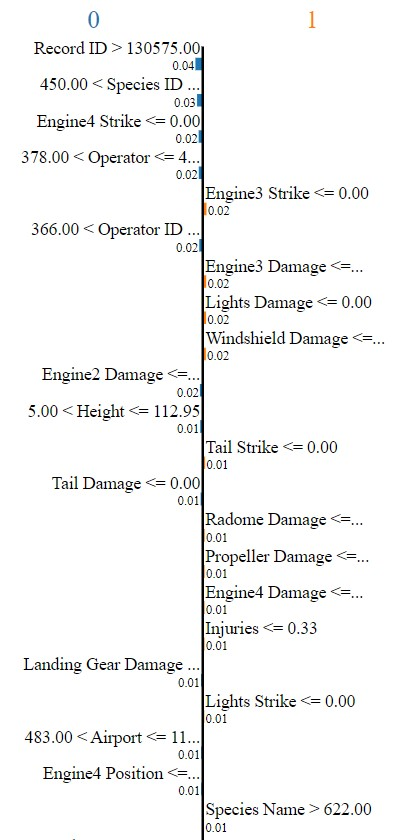 0 1
Record ID > 130575.00
0.04
450.00 < Species ID ...
0.03
Engine4 Strike <= 0.00
0.02
378.00 < Operator <= 4...
0.02
Engine3 Strike <= 0.00
0.02
366.00 < Operator ID ...
0.02
Engine3 Damage <=...
0.02
Lights Damage <= 0.00
0.02
Windshield Damage <=...
0.02
Engine2 Damage <=...
0.02
5.00 < Height <= 112.95
0.01
Tail Strike <= 0.00
0.01
Tail Damage <= 0.00
0.01
Radome Damage <=...
0.01
Propeller Damage <=...
0.01
Engine4 Damage <=...
0.01
Injuries <= 0.33
0.01
Landing Gear Damage ...
0.01
Lights Strike <= 0.00
0.01
483.00 < Airport <= 11...
0.01
Engine4 Position <=...
0.01
Species Name > 622.00
0.01